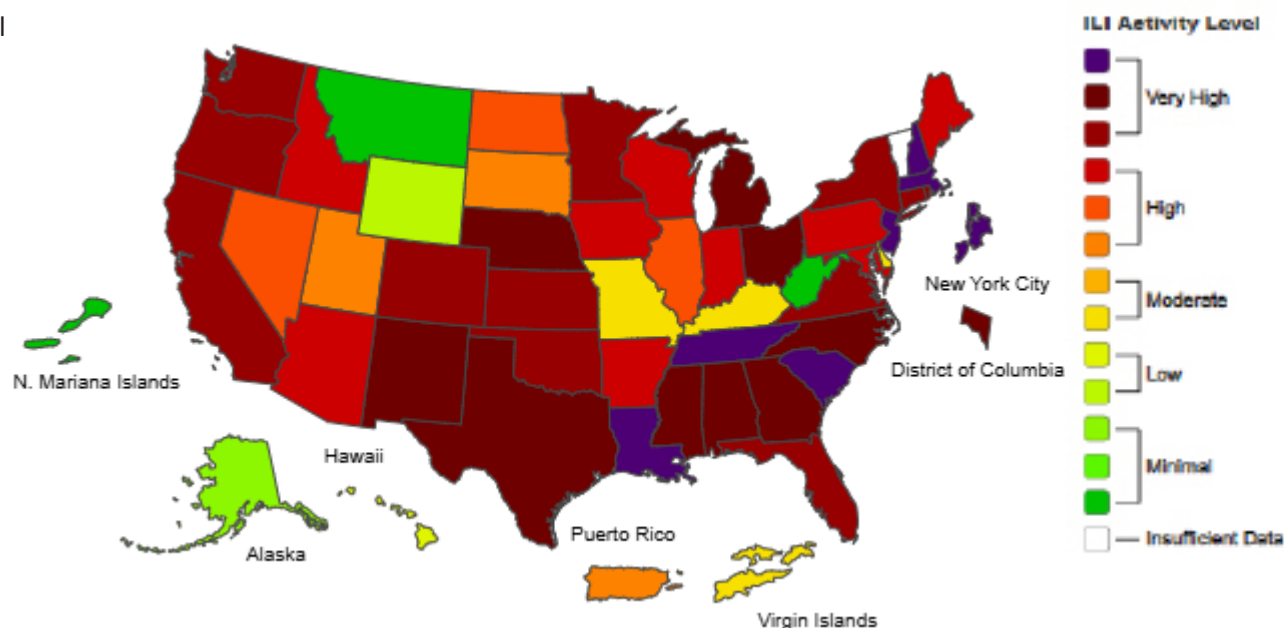 ILI Activity Level
Very High
High
Moderate
Low
Minimal
Insufficient Data
New York City
District of Columbia
N. Mariana Islands
Hawaii
Alaska
Puerto Rico
Virgin Islands